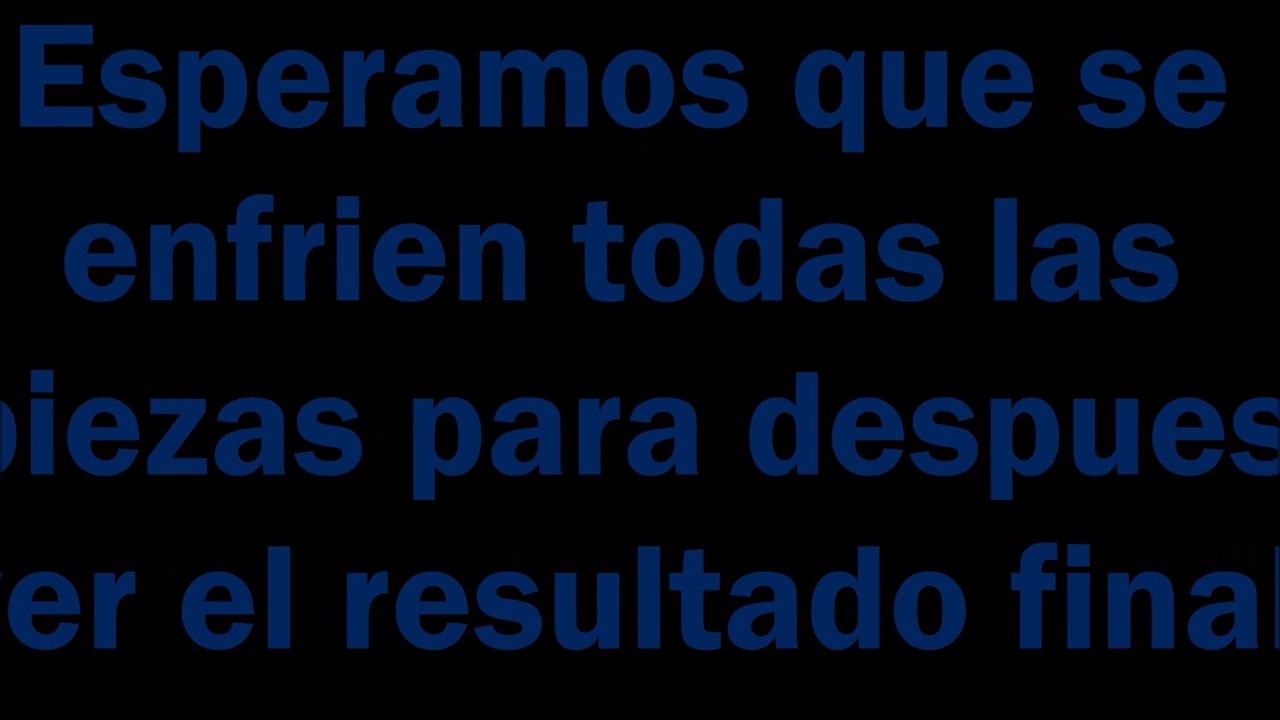 Esperamos que se
enfrien todas las
piezas para despues
ver el resultado final